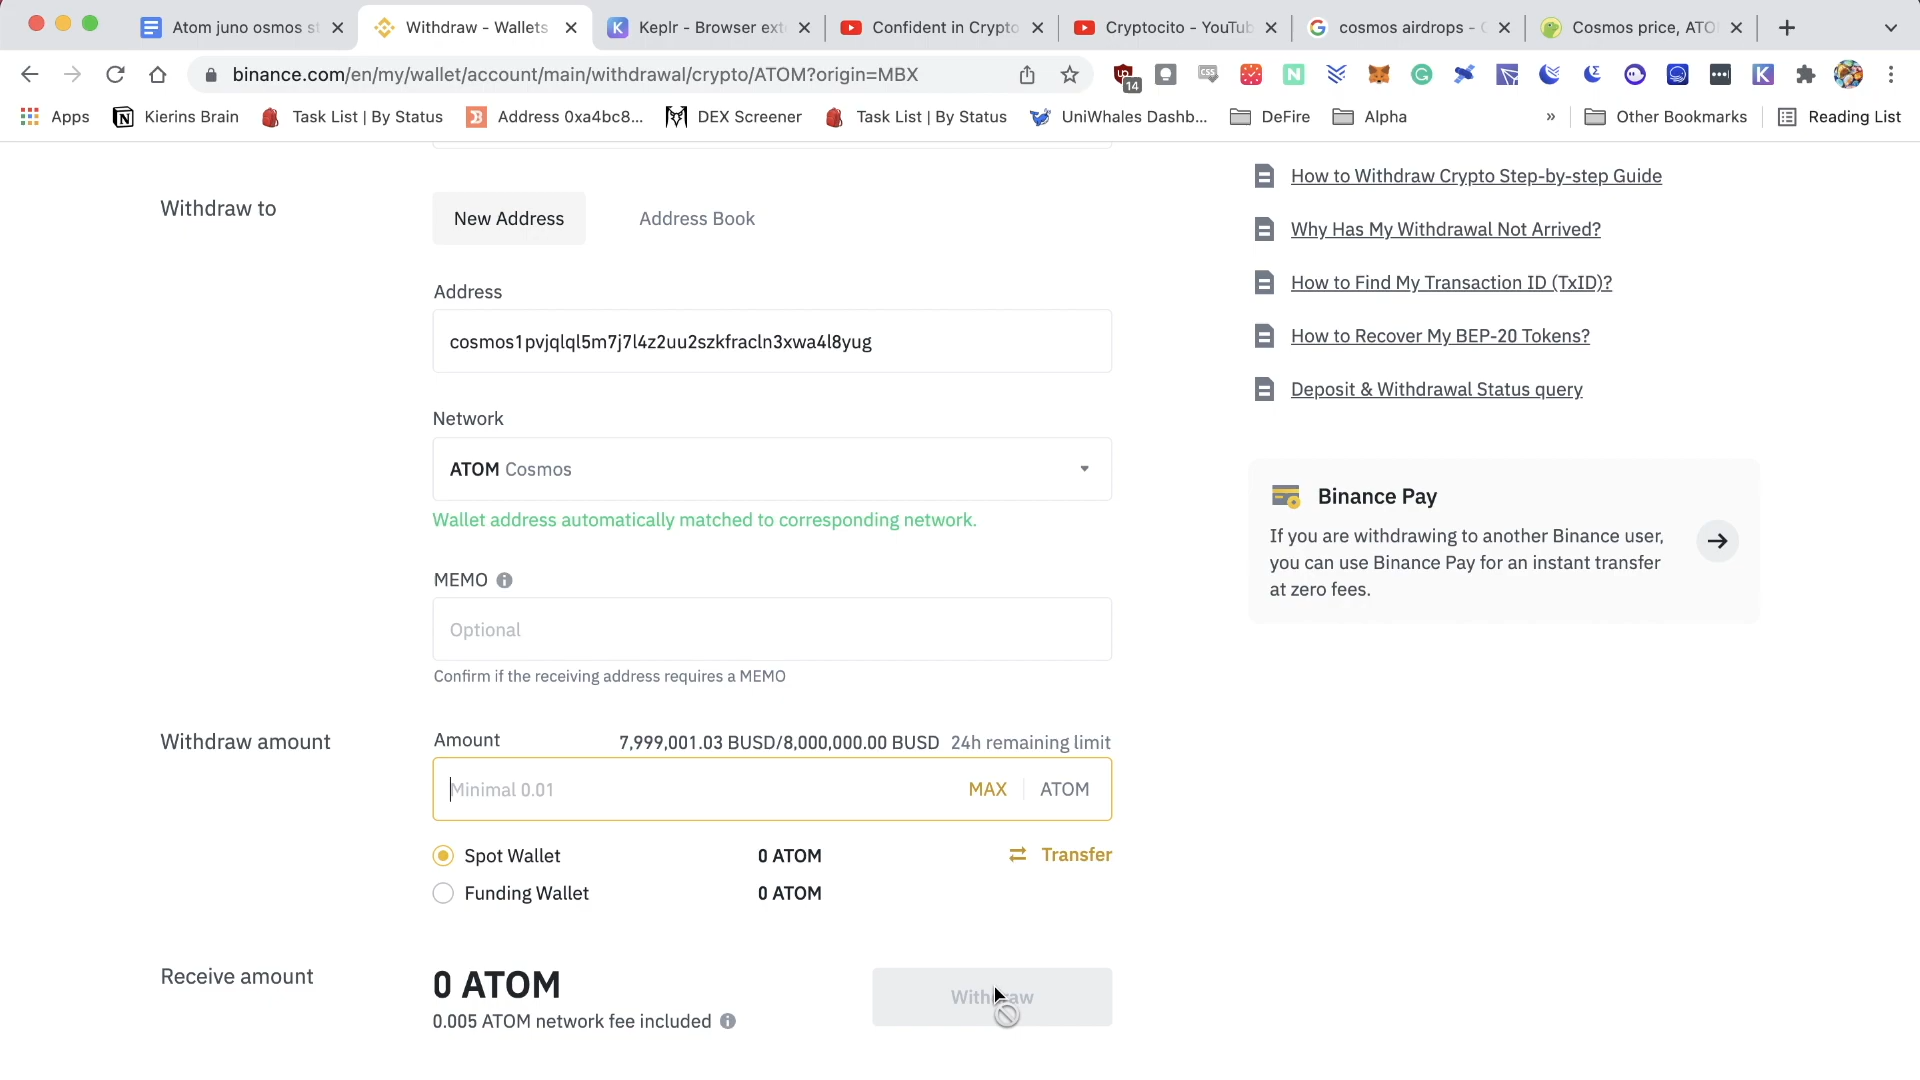 Atom juno osmos st
Withdraw - Wallets
Keplr - Browser ext
Confident in Crypto
Cryptocito - YouTub
cosmos airdrops - G
Cosmos price, ATO
binance.com/en/my/wallet/account/main/withdrawal/crypto/ATOM?origin=MBX
14
Apps
Kierins Brain
Task List | By Status
Address 0xa4bc8...
DEX Screener
Task List | By Status
UniWhales Dashb...
DeFire
Alpha
»
Other Bookmarks
Reading List
Withdraw to
New Address
Address Book
Address
cosmos1pvjqlql5m7j7l4z2uu2szkfracln3xwa4l8yug
Network
ATOM Cosmos
Wallet address automatically matched to corresponding network.
MEMO
Optional
Confirm if the receiving address requires a MEMO
Withdraw amount
Amount
7,999,001.03 BUSD/8,000,000.00 BUSD 24h remaining limit
Minimal 0.01
MAX
ATOM
Spot Wallet
0 ATOM
Transfer
Funding Wallet
0 ATOM
Receive amount
0 ATOM
0.005 ATOM network fee included
Withdraw
How to Withdraw Crypto Step-by-step Guide
Why Has My Withdrawal Not Arrived?
How to Find My Transaction ID (TxID)?
How to Recover My BEP-20 Tokens?
Deposit & Withdrawal Status query
Binance Pay
If you are withdrawing to another Binance user,
you can use Binance Pay for an instant transfer
at zero fees.